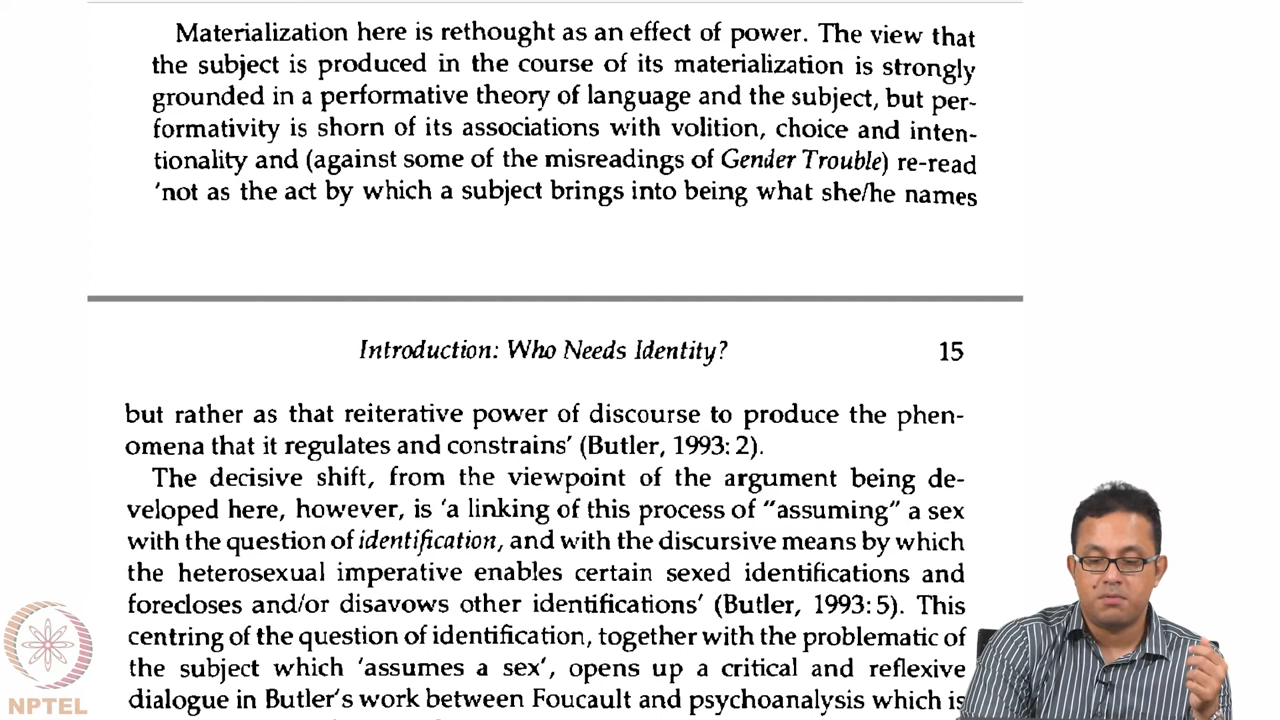 Materialization here is rethought as an effect of power. The view that
the subject is produced in the course of its materialization is strongly
grounded in a performative theory of language and the subject, but per-
formativity is shorn of its associations with volition, choice and inten-
tionality and (against some of the misreadings of Gender Trouble) re-read
'not as the act by which a subject brings into being what she/he names
Introduction: Who Needs Identity? 15
but rather as that reiterative power of discourse to produce the phen-
omena that it regulates and constrains' (Butler, 1993: 2).
The decisive shift, from the viewpoint of the argument being de-
veloped here, however, is 'a linking of this process of "assuming" a sex
with the question of identification, and with the discursive means by which
the heterosexual imperative enables certain sexed identifications and
forecloses and/or disavows other identifications' (Butler, 1993: 5). This
centring of the question of identification, together with the problematic of
the subject which 'assumes a sex', opens up a critical and reflexive
dialogue in Butler's work between Foucault and psychoanalysis which is
NPTEL